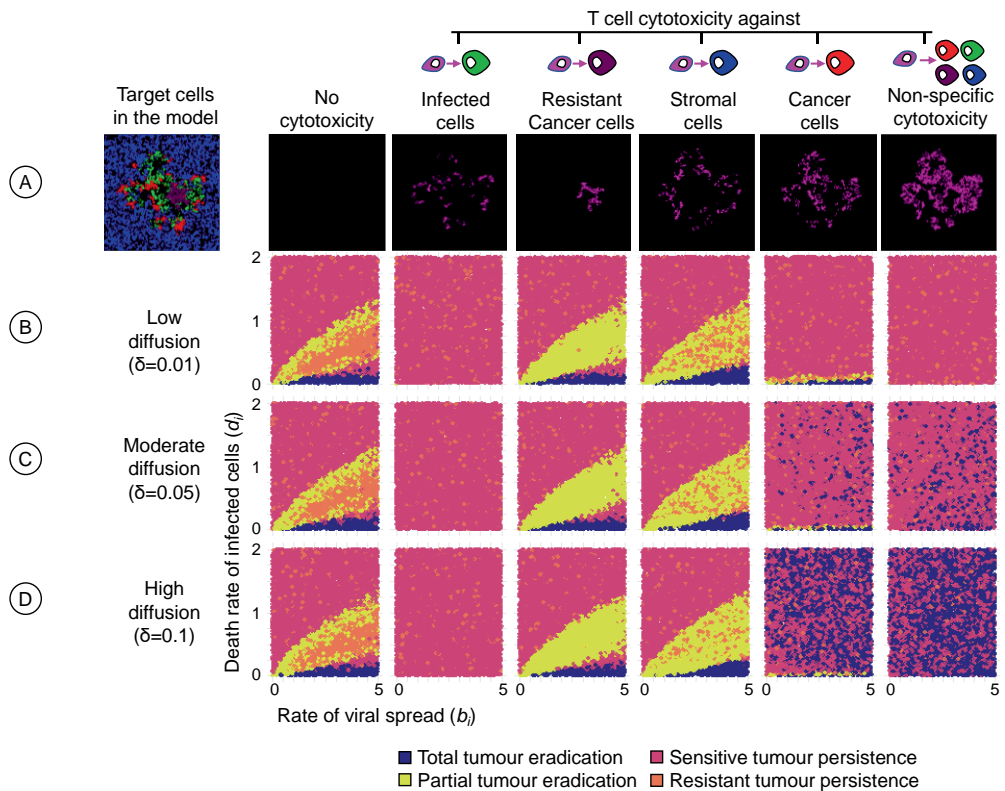 T cell cytotoxicity against
Target cells
in the model
No
cytotoxicity
Infected
cells
Resistant
Cancer cells
Stromal
cells
Cancer
cells
Non-specific
cytotoxicity
A
B
Low
diffusion
(δ=0.01)
2
1
0
C
Moderate
diffusion
(δ=0.05)
2
1
0
D
High
diffusion
(δ=0.1)
2
1
0
Death rate of infected cells (di)
0 5 0 5 0 5 0 5 0 5 0 5
Rate of viral spread (bi)
Total tumour eradication
Sensitive tumour persistence
Partial tumour eradication
Resistant tumour persistence